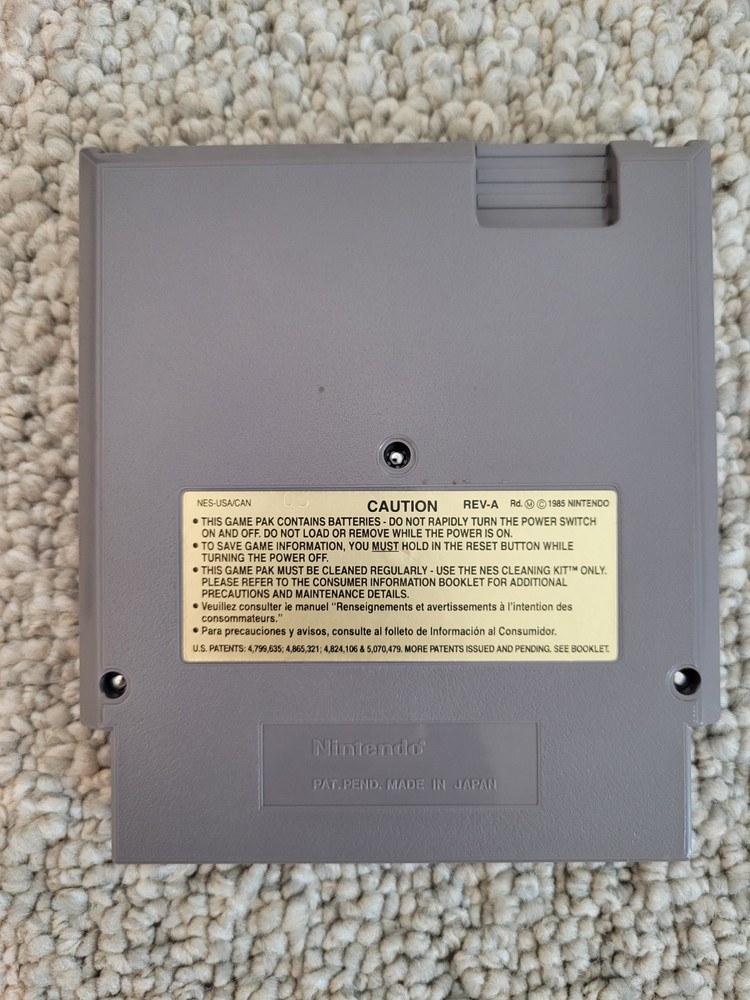 NES-USA/CAN 03 CAUTION REV-A Rd. Ⓜ ©1985 NINTENDO
• THIS GAME PAK CONTAINS BATTERIES - DO NOT RAPIDLY TURN THE POWER SWITCH
ON AND OFF. DO NOT LOAD OR REMOVE WHILE THE POWER IS ON.
• TO SAVE GAME INFORMATION, YOU MUST HOLD IN THE RESET BUTTON WHILE
TURNING THE POWER OFF.
• THIS GAME PAK MUST BE CLEANED REGULARLY - USE THE NES CLEANING KIT™ ONLY.
PLEASE REFER TO THE CONSUMER INFORMATION BOOKLET FOR ADDITIONAL
PRECAUTIONS AND MAINTENANCE DETAILS.
• Veuillez consulter le manuel "Renseignements et avertissements à l'intention des
consommateurs."
• Para precauciones y avisos, consulte al folleto de Información al Consumidor.
U.S. PATENTS: 4,799,635; 4,865,321; 4,824,106 & 5,070,479. MORE PATENTS ISSUED AND PENDING. SEE BOOKLET.
Nintendo®
PAT. PEND. MADE IN JAPAN